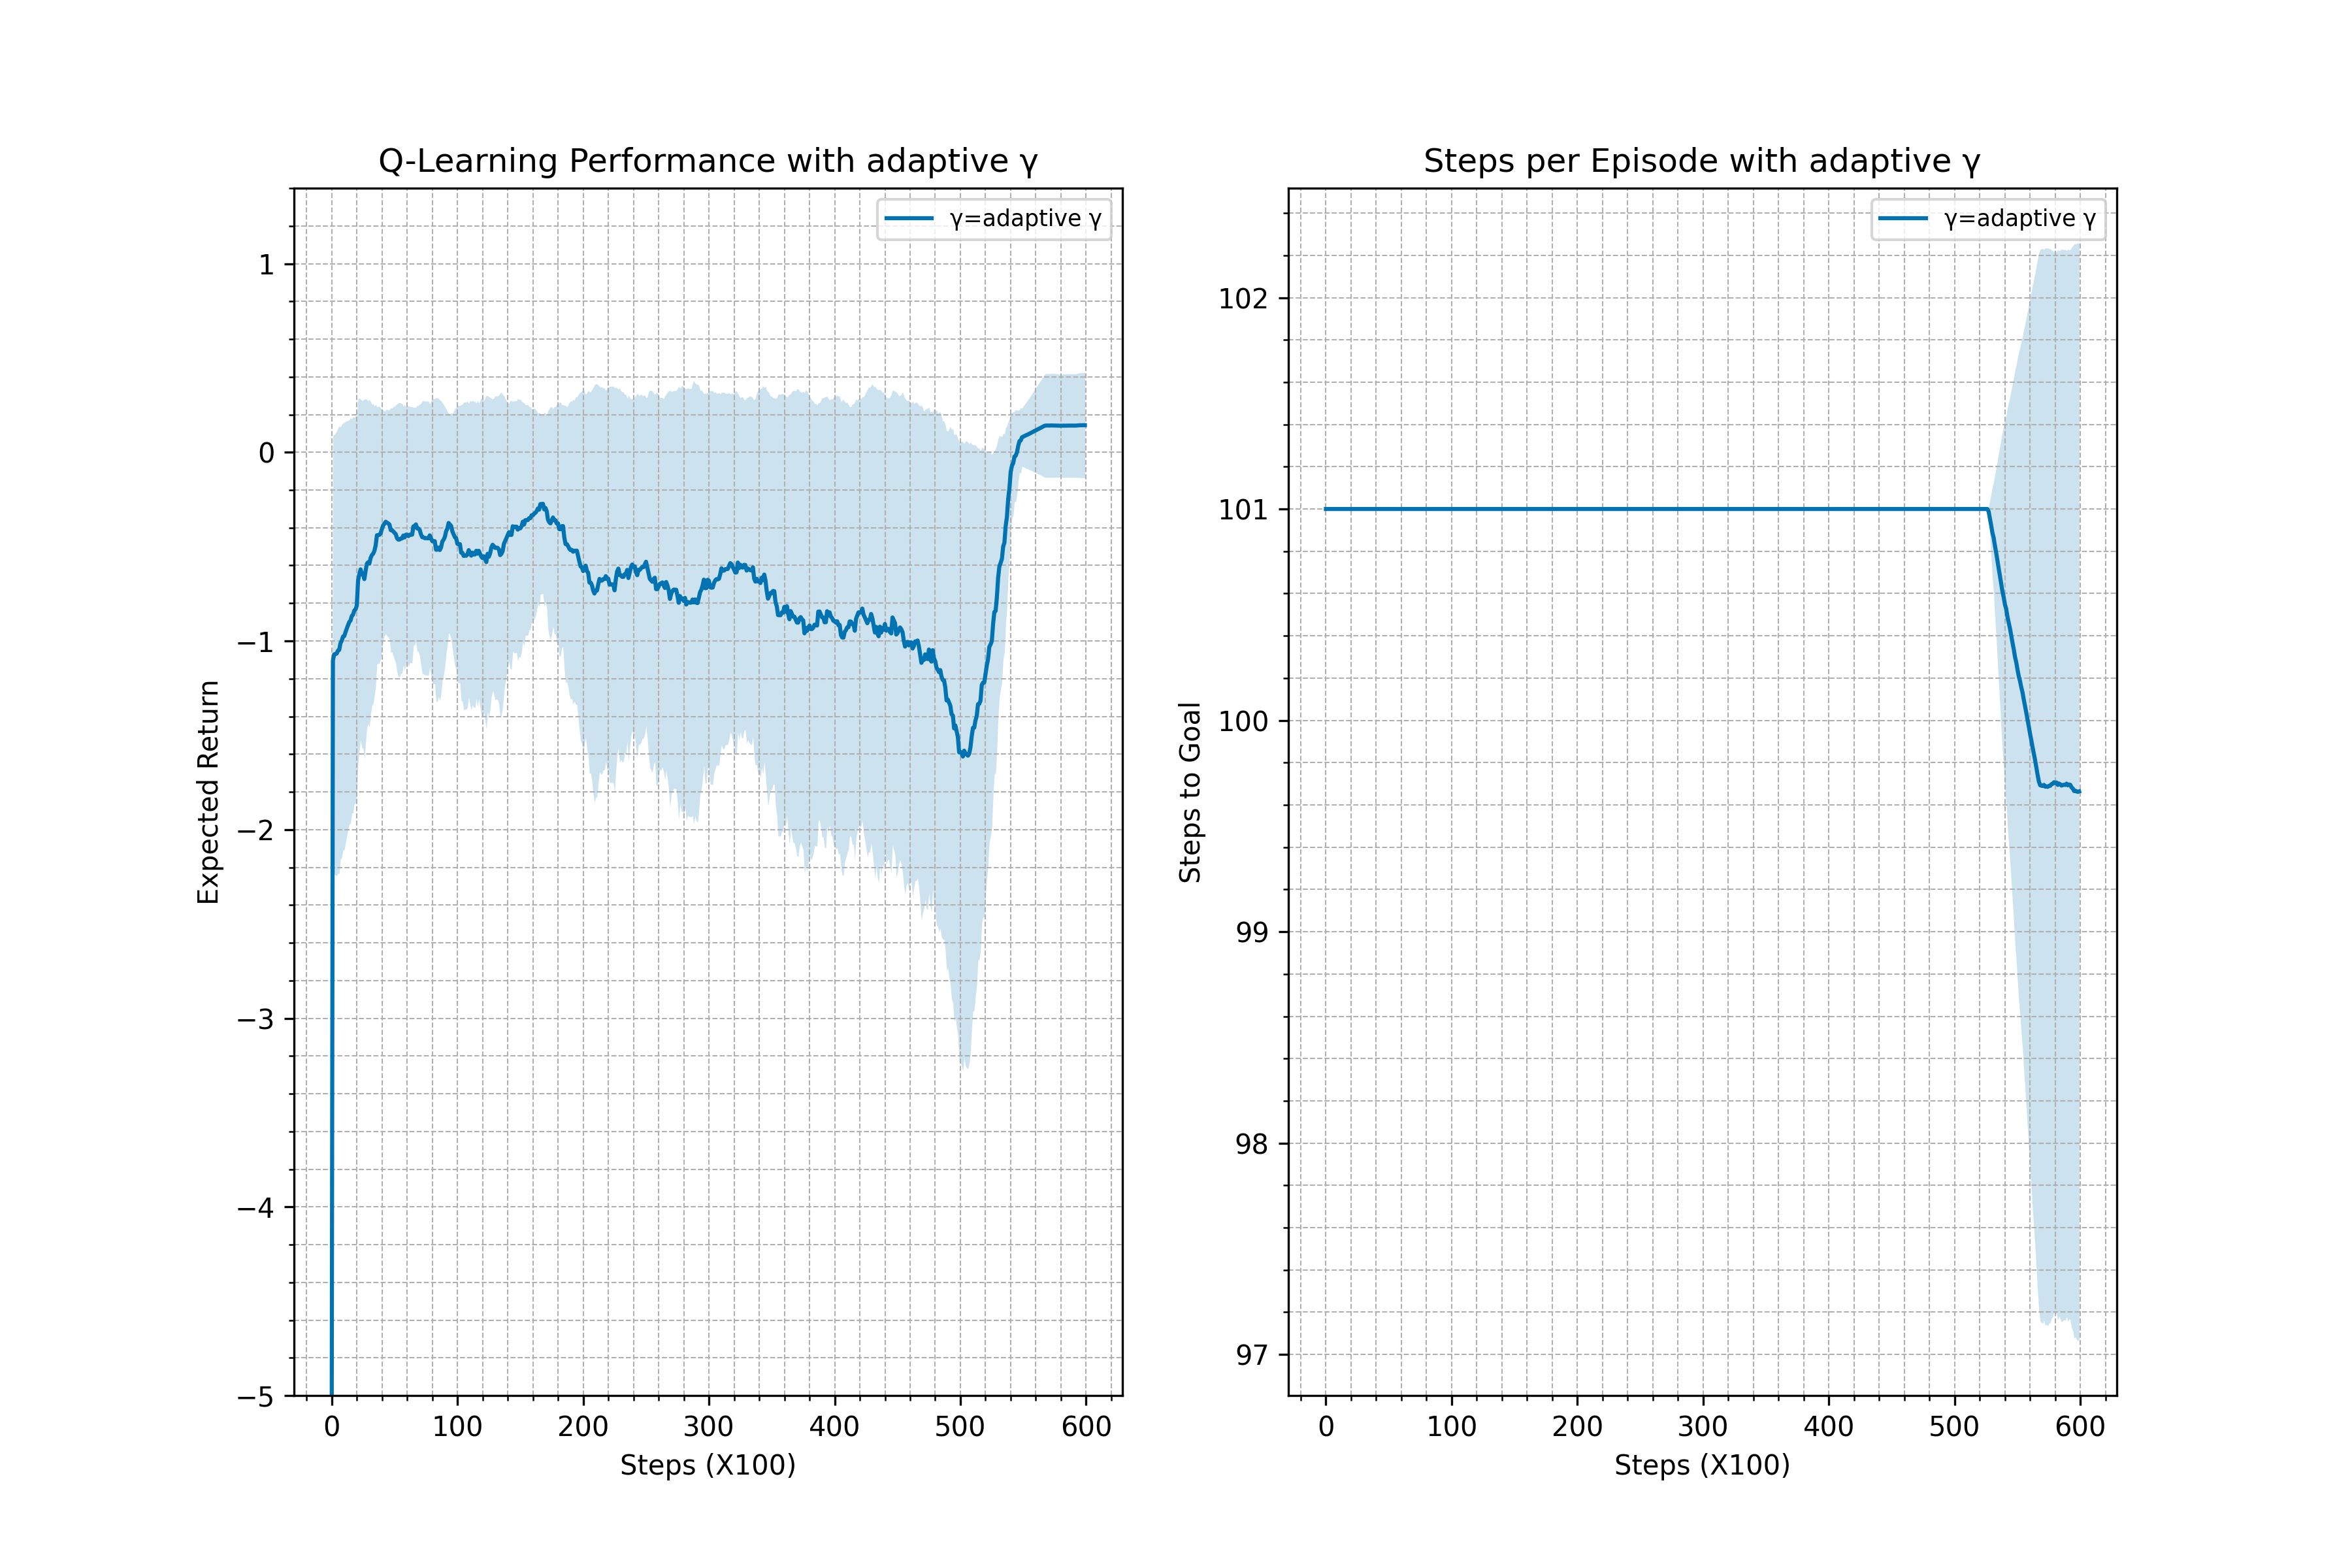 Q-Learning Performance with adaptive γ
γ=adaptive γ
1
0
−1
−2
−3
−4
−5
Expected Return
0 100 200 300 400 500 600
Steps (X100)
Steps per Episode with adaptive γ
γ=adaptive γ
102
101
100
99
98
97
Steps to Goal
0 100 200 300 400 500 600
Steps (X100)